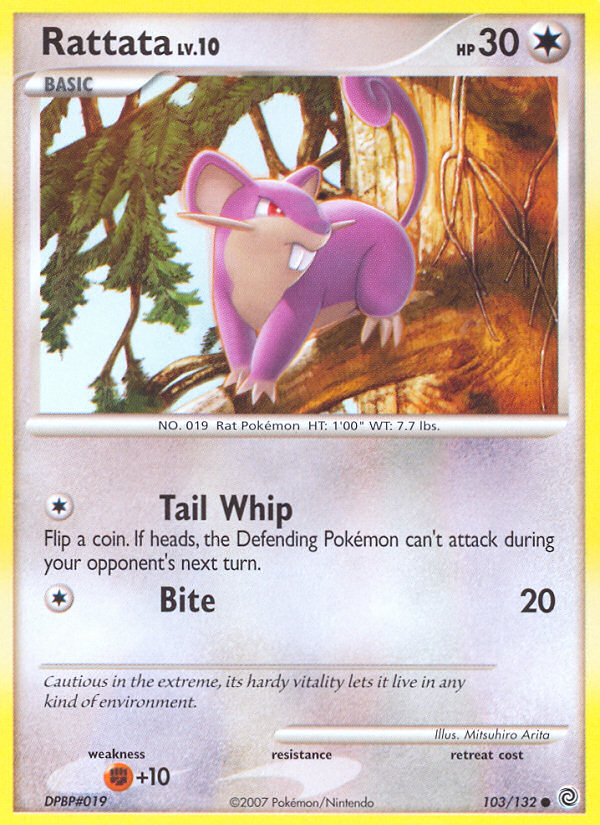 Rattata LV.10
HP 30
BASIC
NO. 019 Rat Pokémon HT: 1'00" WT: 7.7 lbs.
Tail Whip
Flip a coin. If heads, the Defending Pokémon can't attack during
your opponent's next turn.
Bite 20
Cautious in the extreme, its hardy vitality lets it live in any
kind of environment.
Illus. Mitsuhiro Arita
weakness resistance retreat cost
+10
DPBP#019 ©2007 Pokémon/Nintendo 103/132